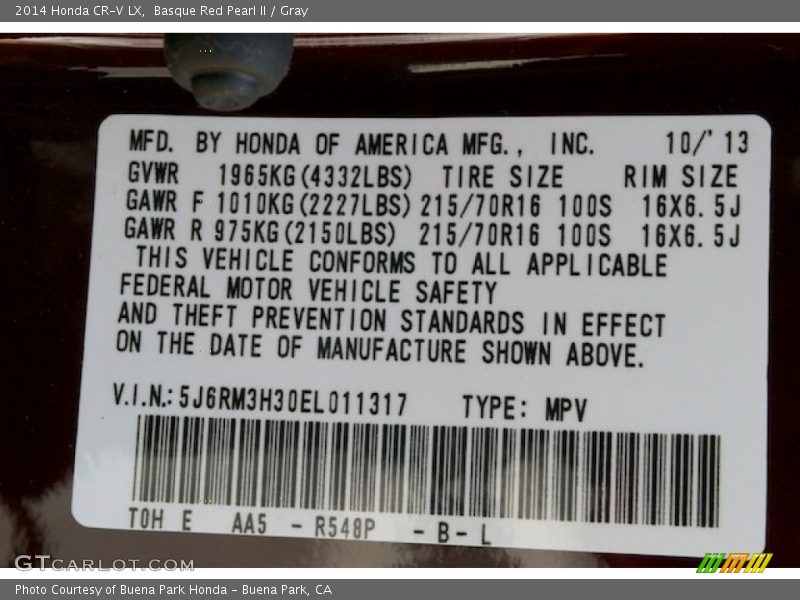 2014 Honda CR-V LX, Basque Red Pearl II / Gray
MFD. BY HONDA OF AMERICA MFG., INC. 10/'13
GVWR 1965KG(4332LBS) TIRE SIZE RIM SIZE
GAWR F 1010KG(2227LBS) 215/70R16 100S 16X6.5J
GAWR R 975KG(2150LBS) 215/70R16 100S 16X6.5J
THIS VEHICLE CONFORMS TO ALL APPLICABLE
FEDERAL MOTOR VEHICLE SAFETY
AND THEFT PREVENTION STANDARDS IN EFFECT
ON THE DATE OF MANUFACTURE SHOWN ABOVE.
V.I.N.: 5J6RM3H30EL011317 TYPE: MPV
TOH E AA5 - R548P - B - L
GTCARLOT.COM
Photo Courtesy of Buena Park Honda - Buena Park, CA